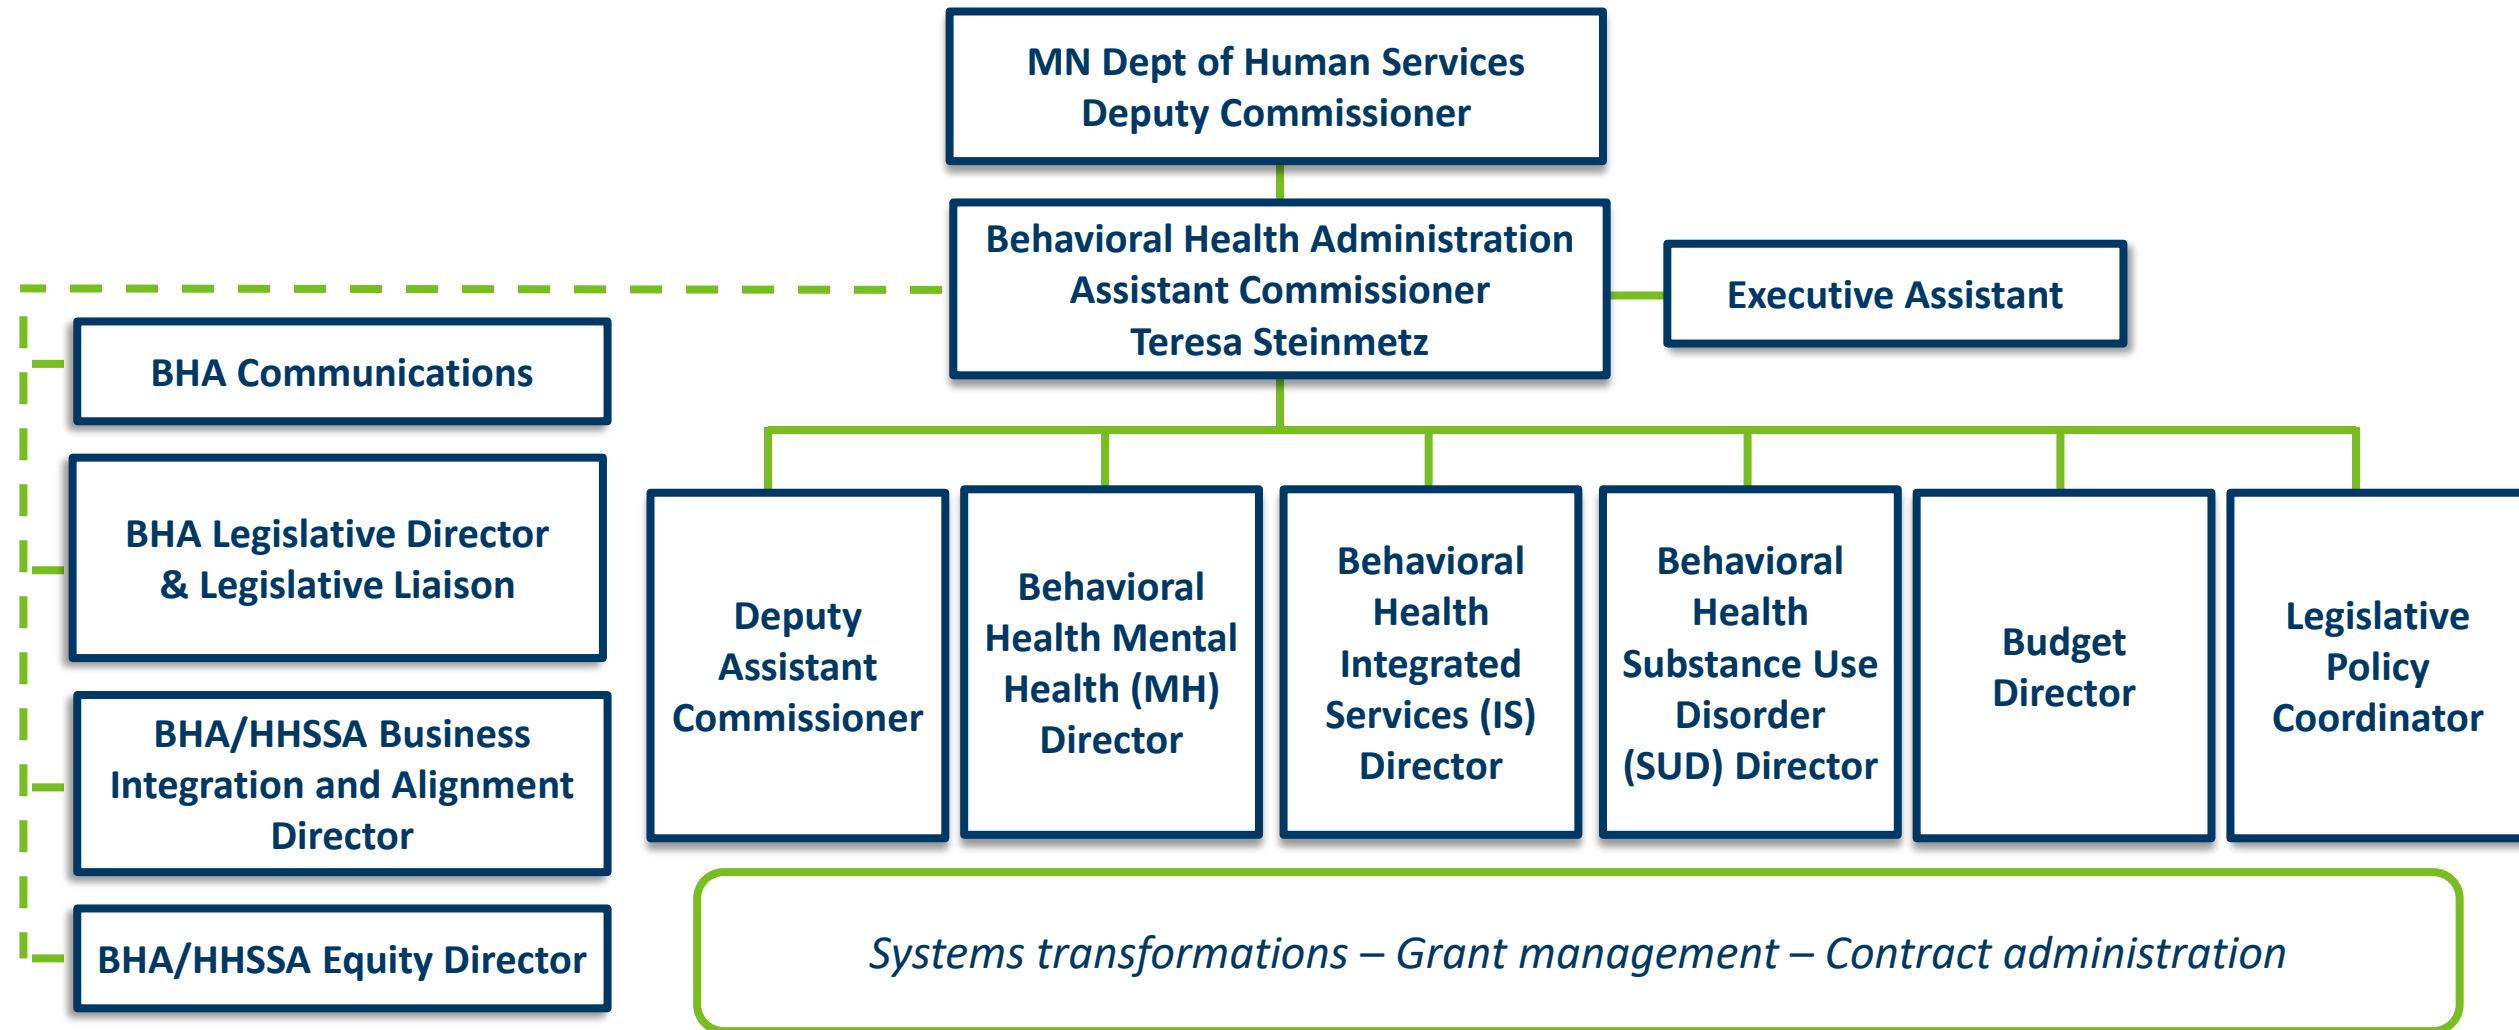 MN Dept of Human Services
Deputy Commissioner
Behavioral Health Administration
Assistant Commissioner
Teresa Steinmetz
Executive Assistant
BHA Communications
BHA Legislative Director
& Legislative Liaison
BHA/HHSSA Business
Integration and Alignment
Director
BHA/HHSSA Equity Director
Deputy
Assistant
Commissioner
Behavioral
Health Mental
Health (MH)
Director
Behavioral
Health
Integrated
Services (IS)
Director
Behavioral
Health
Substance Use
Disorder
(SUD) Director
Budget
Director
Legislative
Policy
Coordinator
Systems transformations – Grant management – Contract administration